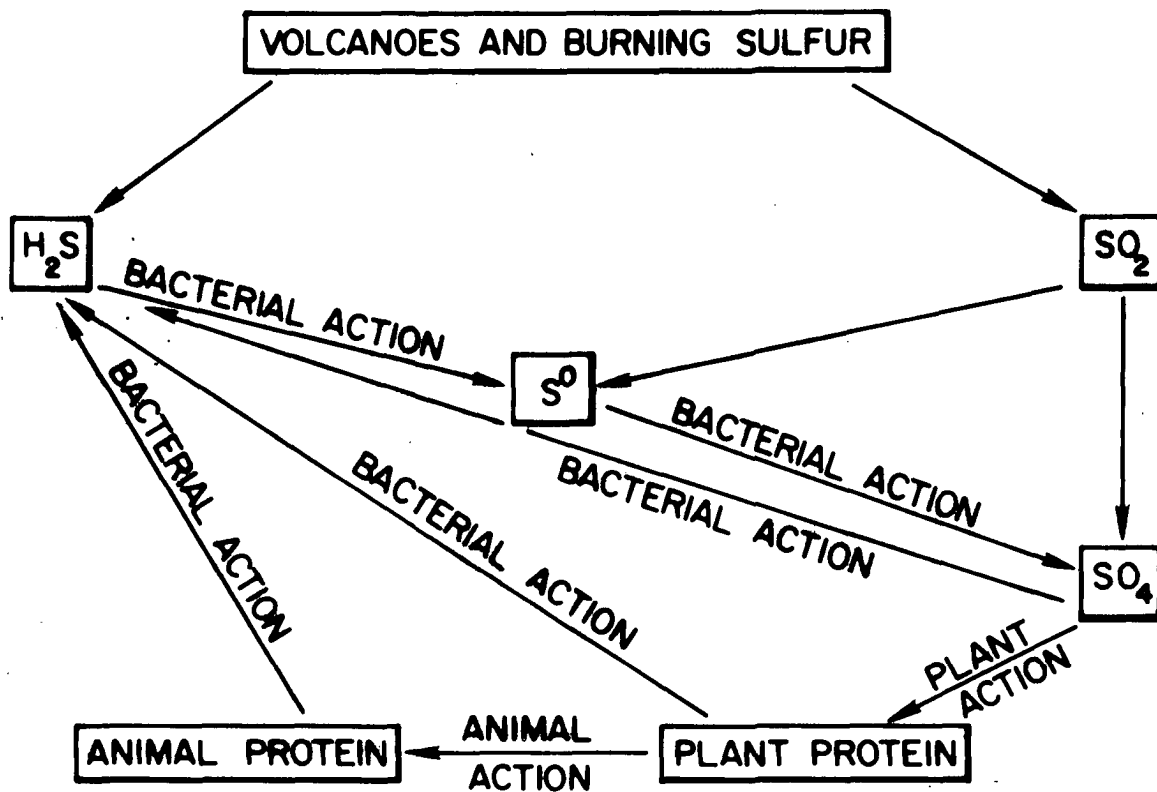 VOLCANOES AND BURNING SULFUR
H₂S
SO₂
BACTERIAL ACTION
S⁰
BACTERIAL ACTION
BACTERIAL ACTION
BACTERIAL ACTION
BACTERIAL ACTION
SO₄
PLANT
ACTION
ANIMAL PROTEIN
ANIMAL
ACTION
PLANT PROTEIN